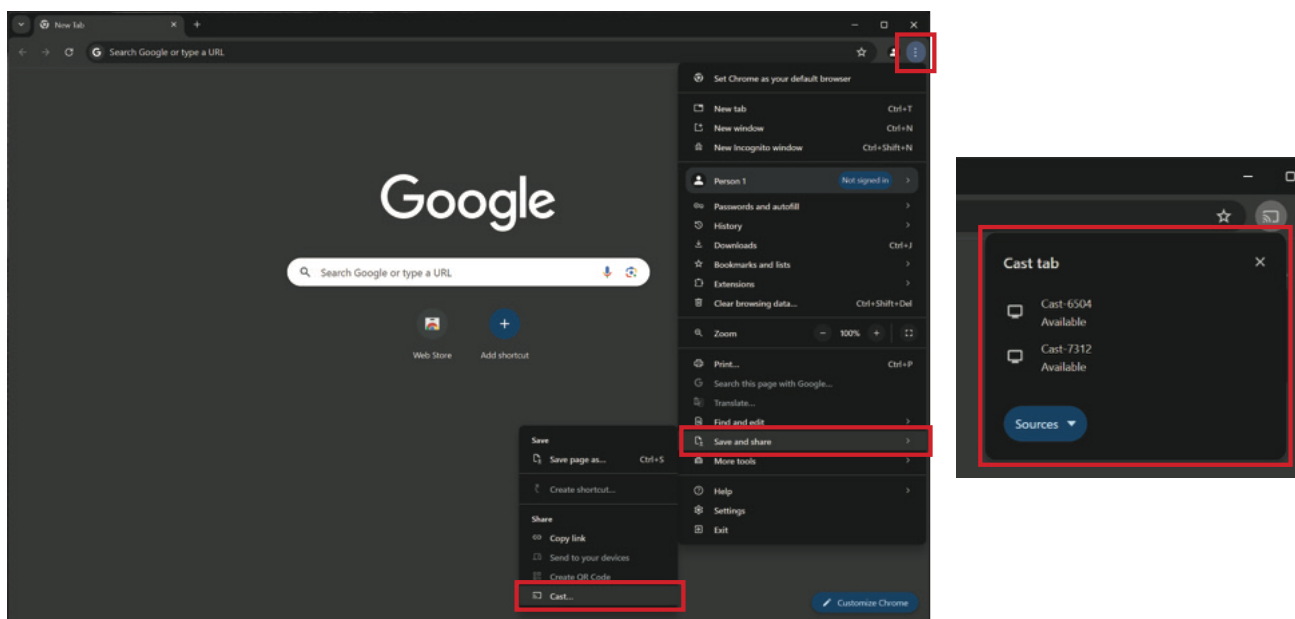 New Tab
Search Google or type a URL
Set Chrome as your default browser
New tab Ctrl+T
New window Ctrl+N
New Incognito window Ctrl+Shift+N
Person 1 Not signed in
Passwords and autofill
History
Downloads Ctrl+J
Bookmarks and lists
Extensions
Clear browsing data... Ctrl+Shift+Del
Zoom - 100% +
Print... Ctrl+P
Search this page with Google...
Translate...
Find and edit
Save and share
More tools
Help
Settings
Exit
Google
Search Google or type a URL
Web Store Add shortcut
Save
Save page as... Ctrl+S
Create shortcut...
Share
Copy link
Send to your devices
Create QR Code
Cast...
Customize Chrome
Cast tab
Cast-6504
Available
Cast-7312
Available
Sources